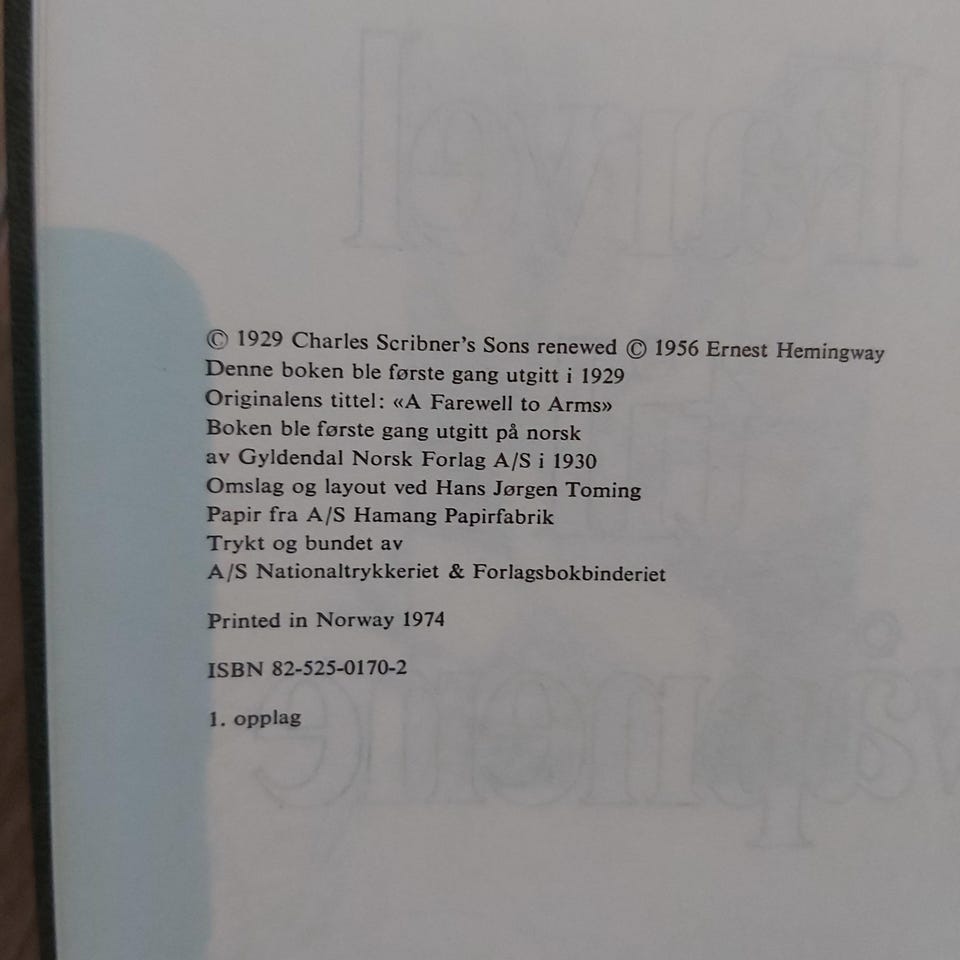 © 1929 Charles Scribner's Sons renewed © 1956 Ernest Hemingway
Denne boken ble første gang utgitt i 1929
Originalens tittel: «A Farewell to Arms»
Boken ble første gang utgitt på norsk
av Gyldendal Norsk Forlag A/S i 1930
Omslag og layout ved Hans Jørgen Toming
Papir fra A/S Hamang Papirfabrik
Trykt og bundet av
A/S Nationaltrykkeriet & Forlagsbokbinderiet
Printed in Norway 1974
ISBN 82-525-0170-2
1. opplag